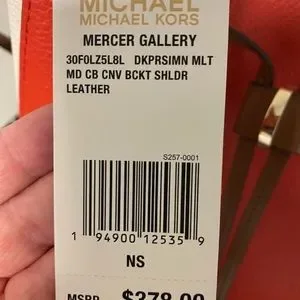 MICHAEL
MICHAEL KORS
MERCER GALLERY
30F0LZ5L8L DKPRSIMN MLT
MD CB CNV BCKT SHLDR
LEATHER
S257-0001
1 94900 12535 9
NS
MSRP $378.00